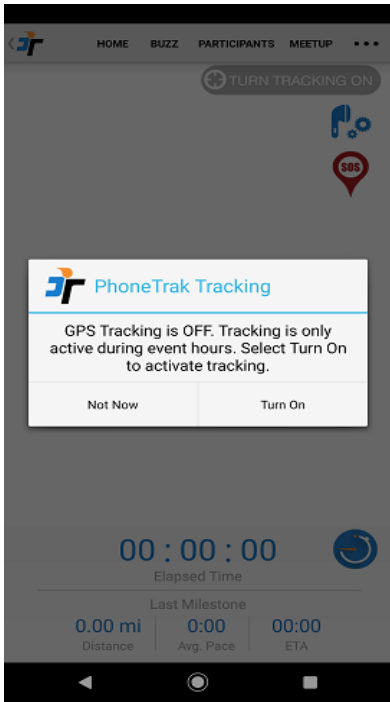 HOME BUZZ PARTICIPANTS MEETUP
TURN TRACKING ON
SOS
PhoneTrak Tracking
GPS Tracking is OFF. Tracking is only
active during event hours. Select Turn On
to activate tracking.
Not Now Turn On
00 : 00 : 00
Elapsed Time
Last Milestone
0.00 mi 0:00 00:00
Distance Avg. Pace ETA